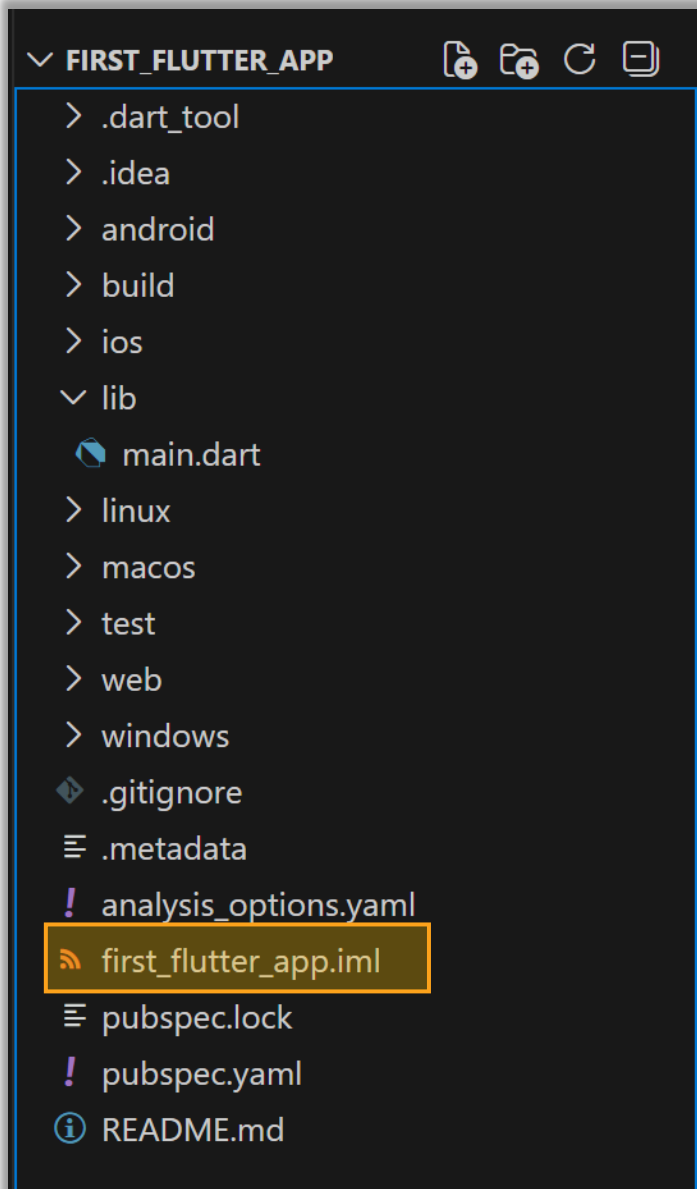 FIRST_FLUTTER_APP
.dart_tool
.idea
android
build
ios
lib
main.dart
linux
macos
test
web
windows
.gitignore
.metadata
analysis_options.yaml
first_flutter_app.iml
pubspec.lock
pubspec.yaml
README.md